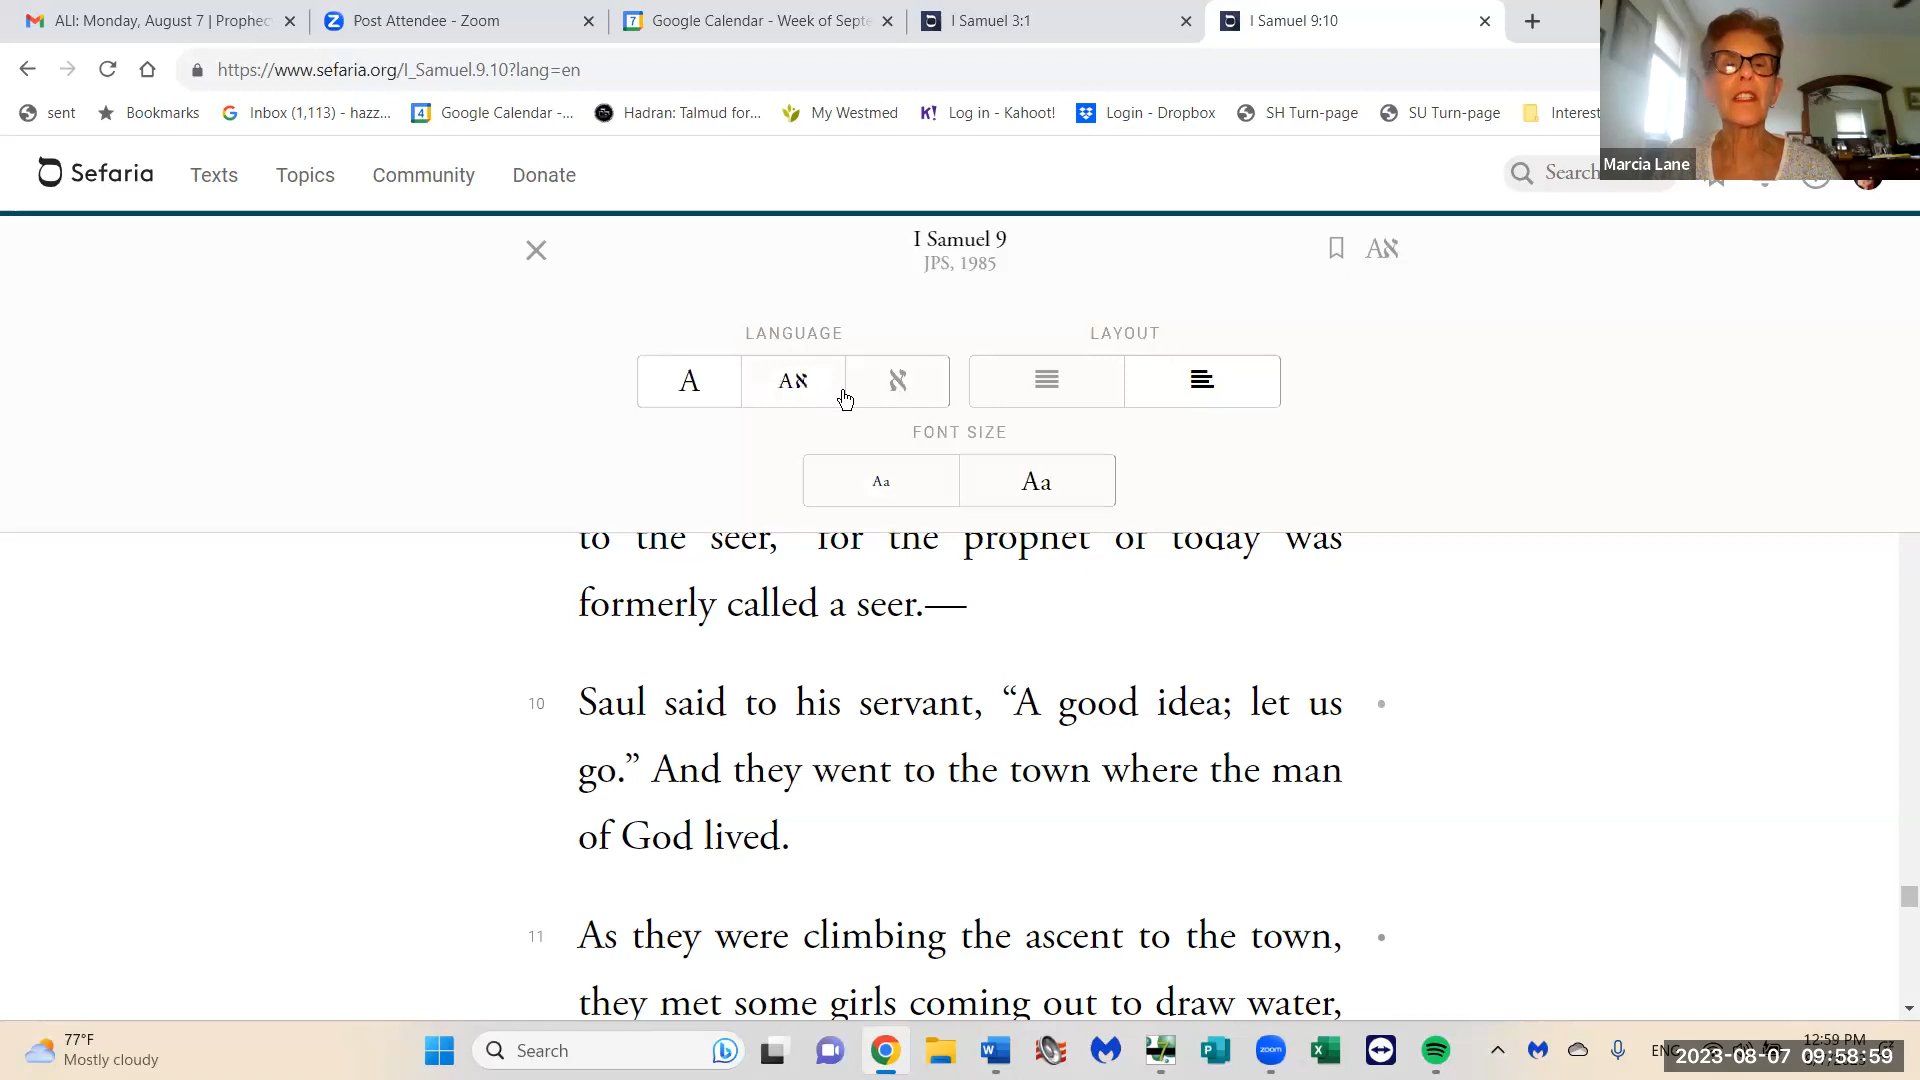 ALI: Monday, August 7 | Prophec
Post Attendee - Zoom
Google Calendar - Week of Septe
I Samuel 3:1
I Samuel 9:10
https://www.sefaria.org/I_Samuel.9.10?lang=en
sent
Bookmarks
Inbox (1,113) - hazz...
Google Calendar -...
Hadran: Talmud for...
My Westmed
Log in - Kahoot!
Login - Dropbox
SH Turn-page
SU Turn-page
Interest
Marcia Lane
Sefaria
Texts
Topics
Community
Donate
Search
I Samuel 9
JPS, 1985
Aא
LANGUAGE
LAYOUT
A
Aא
א
FONT SIZE
Aa
Aa
to the seer,” for the prophet of today was
formerly called a seer.—
10 Saul said to his servant, “A good idea; let us
go.” And they went to the town where the man
of God lived.
11 As they were climbing the ascent to the town,
they met some girls coming out to draw water,
77°F
Mostly cloudy
Search
zoom
ENG
12:59 PM
2023-08-07 09:58:59